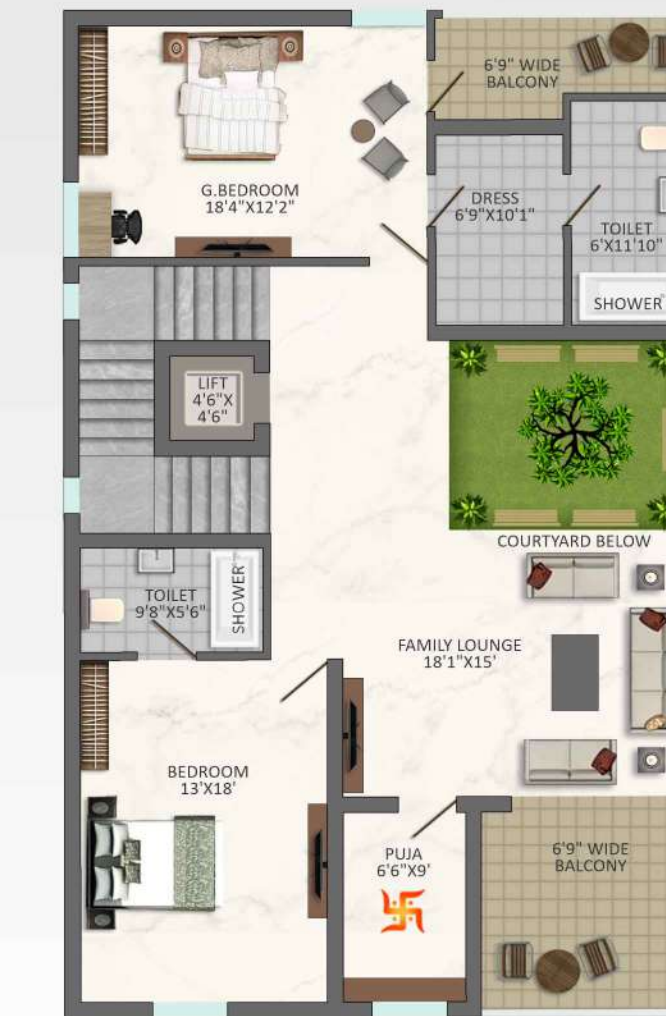 6'9" WIDE
BALCONY
G.BEDROOM
18'4"X12'2"
DRESS
6'9"X10'1"
TOILET
6'X11'10"
SHOWER
LIFT
4'6"X
4'6"
COURTYARD BELOW
TOILET
9'8"X5'6"
SHOWER
FAMILY LOUNGE
18'1"X15'
BEDROOM
13'X18'
PUJA
6'6"X9'
6'9" WIDE
BALCONY